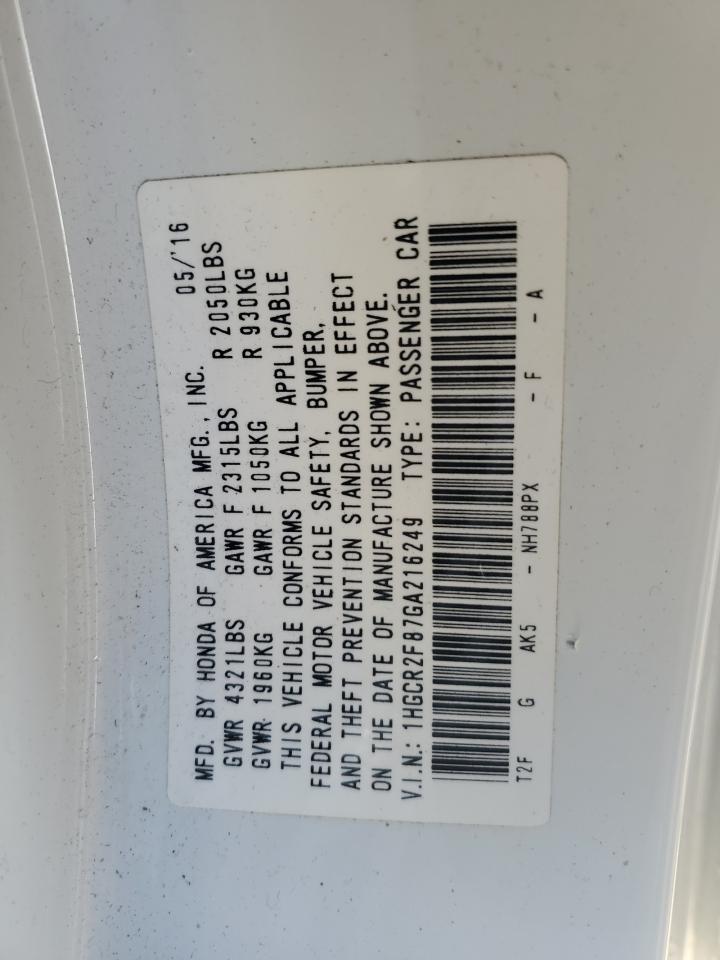 MFD. BY HONDA OF AMERICA MFG., INC. 05/'16
GVWR 4321LBS GAWR F 2315LBS R 2050LBS
GVWR 1960KG GAWR F 1050KG R 930KG
THIS VEHICLE CONFORMS TO ALL APPLICABLE
FEDERAL MOTOR VEHICLE SAFETY, BUMPER,
AND THEFT PREVENTION STANDARDS IN EFFECT
ON THE DATE OF MANUFACTURE SHOWN ABOVE.
V.I.N.: 1HGCR2F87GA216249 TYPE: PASSENGER CAR
T2F G AK5 - NH788PX - F - A